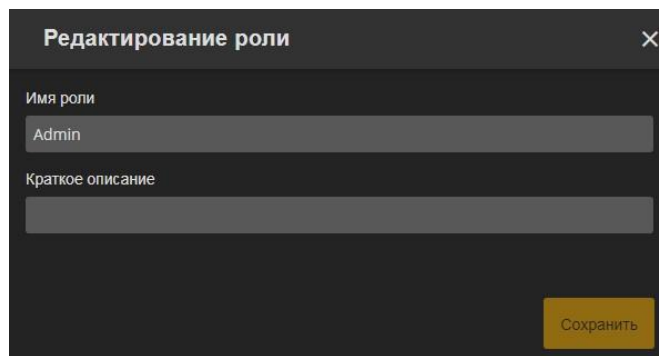 Редактирование роли
Имя роли
Admin
Краткое описание
Сохранить